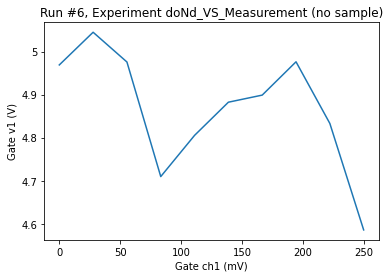 Run #6, Experiment doNd_VS_Measurement (no sample)
Gate v1 (V)
5
4.9
4.8
4.7
4.6
0 50 100 150 200 250
Gate ch1 (mV)